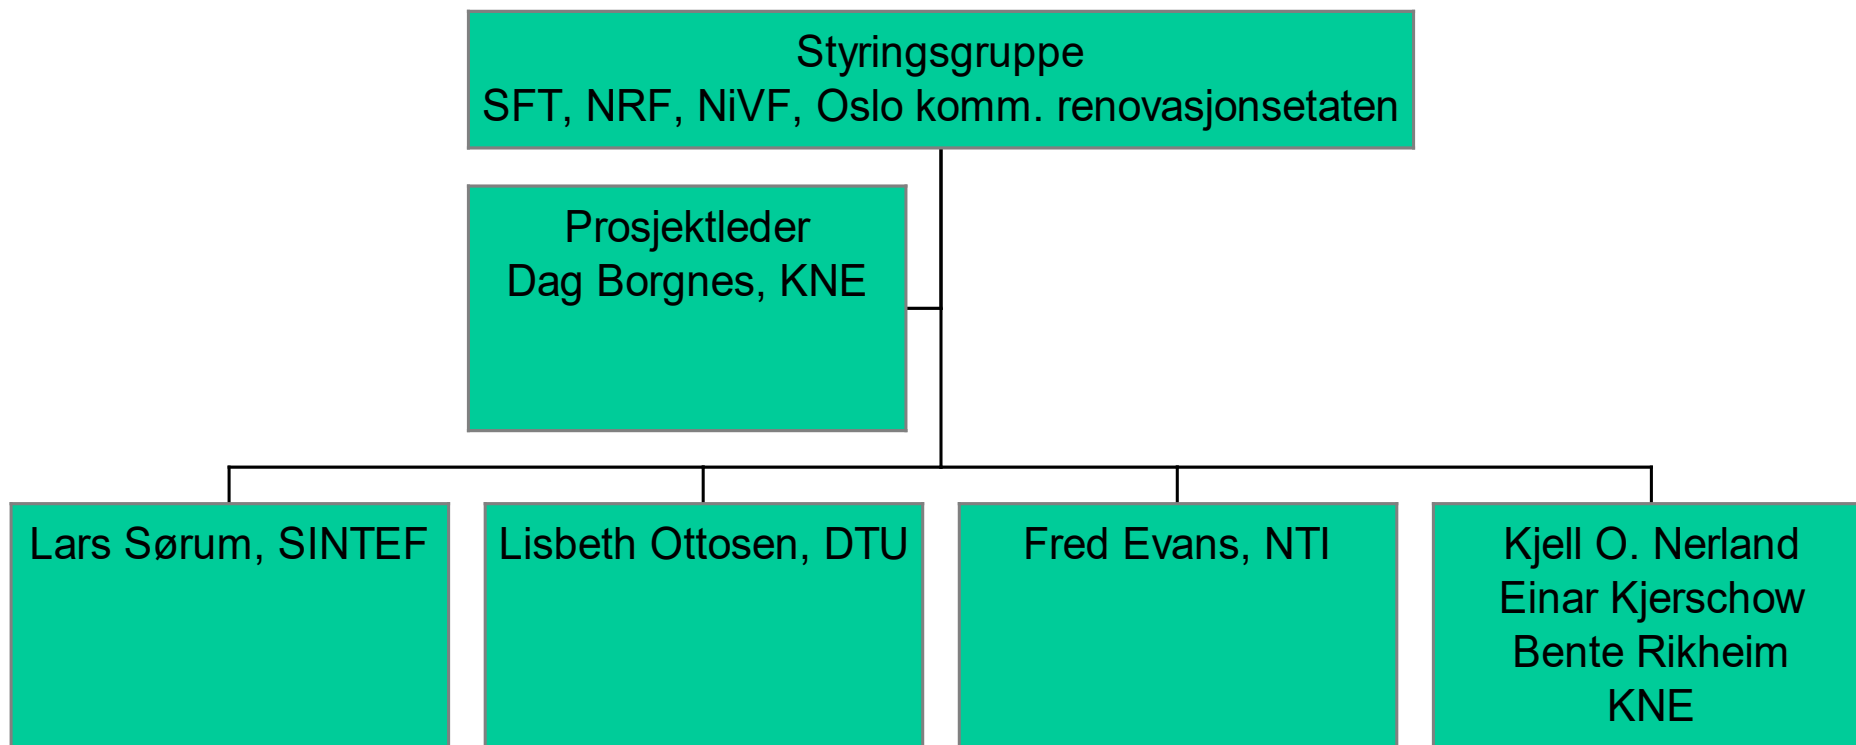 Styringsgruppe
SFT, NRF, NiVF, Oslo komm. renovasjonsetaten
Prosjektleder
Dag Borgnes, KNE
Lars Sørum, SINTEF
Lisbeth Ottosen, DTU
Fred Evans, NTI
Kjell O. Nerland
Einar Kjerschow
Bente Rikheim
KNE